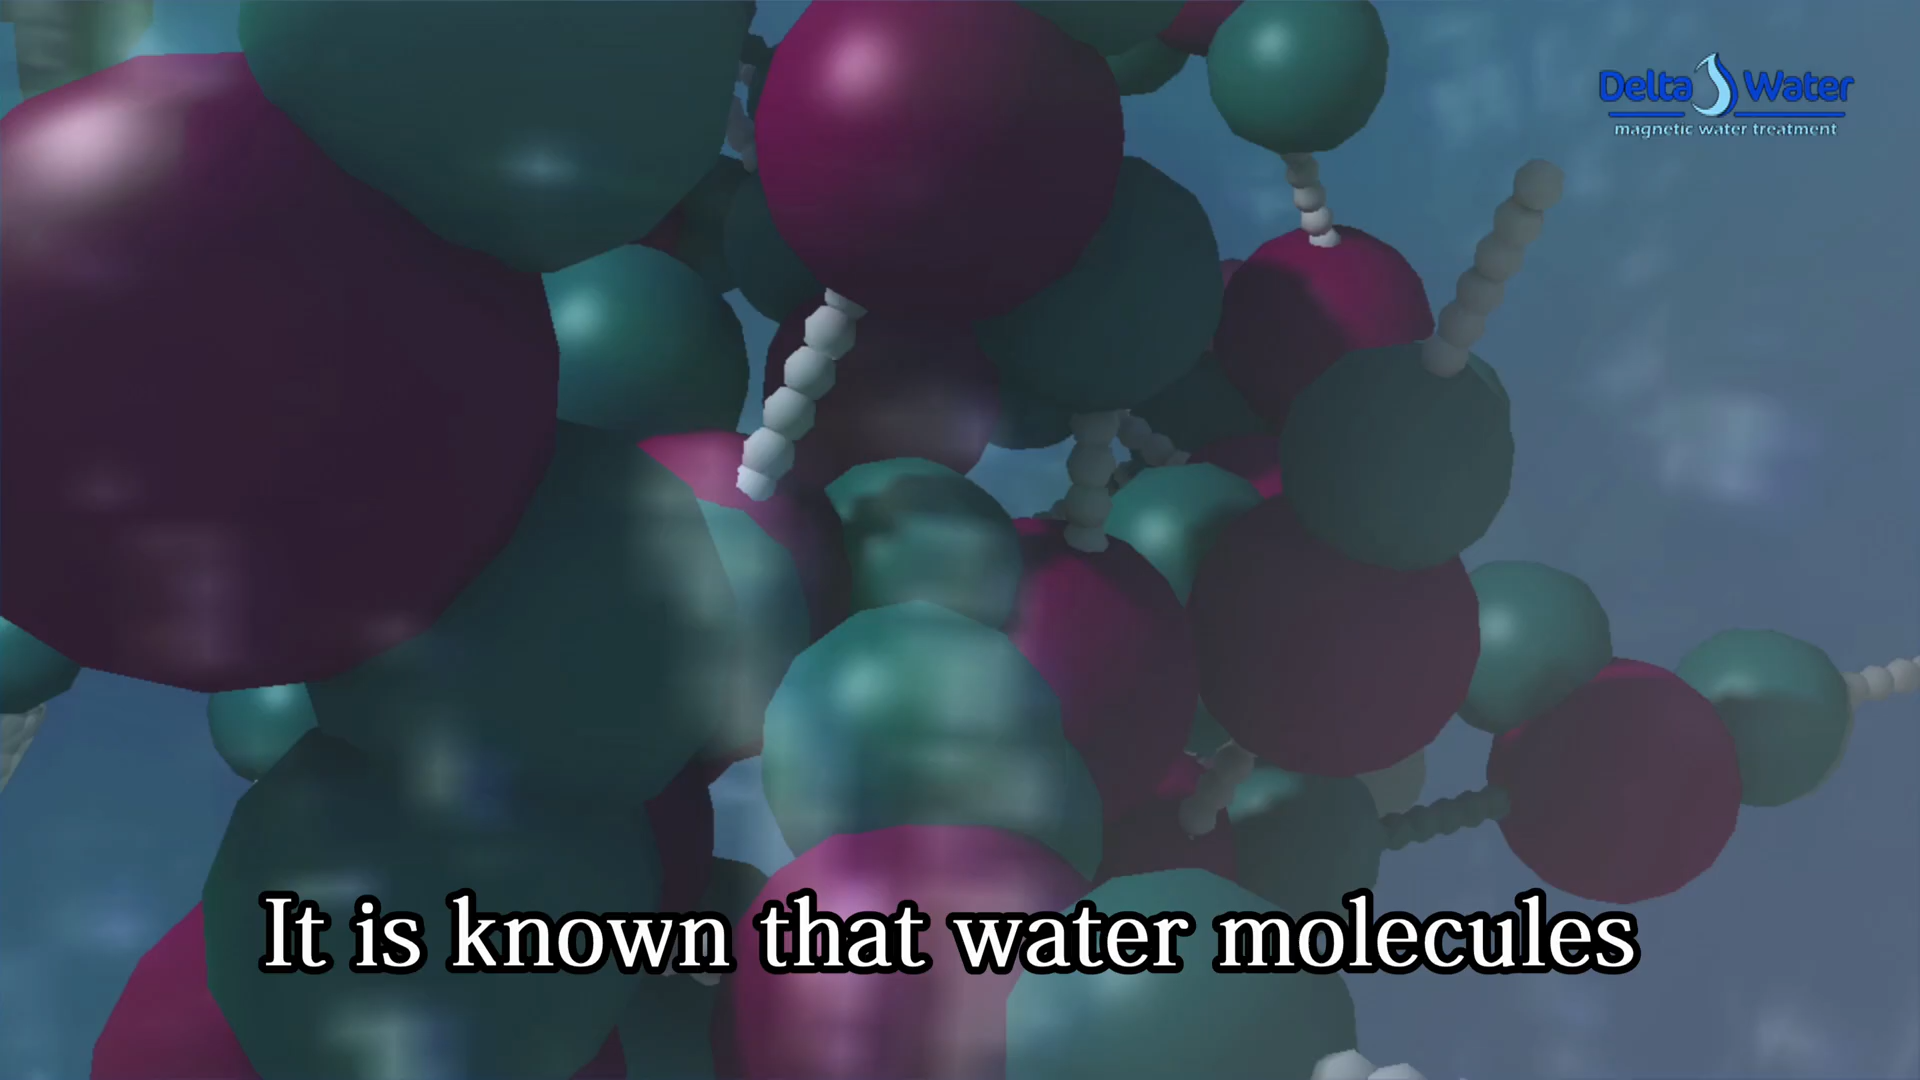 Delta Water
magnetic water treatment
It is known that water molecules